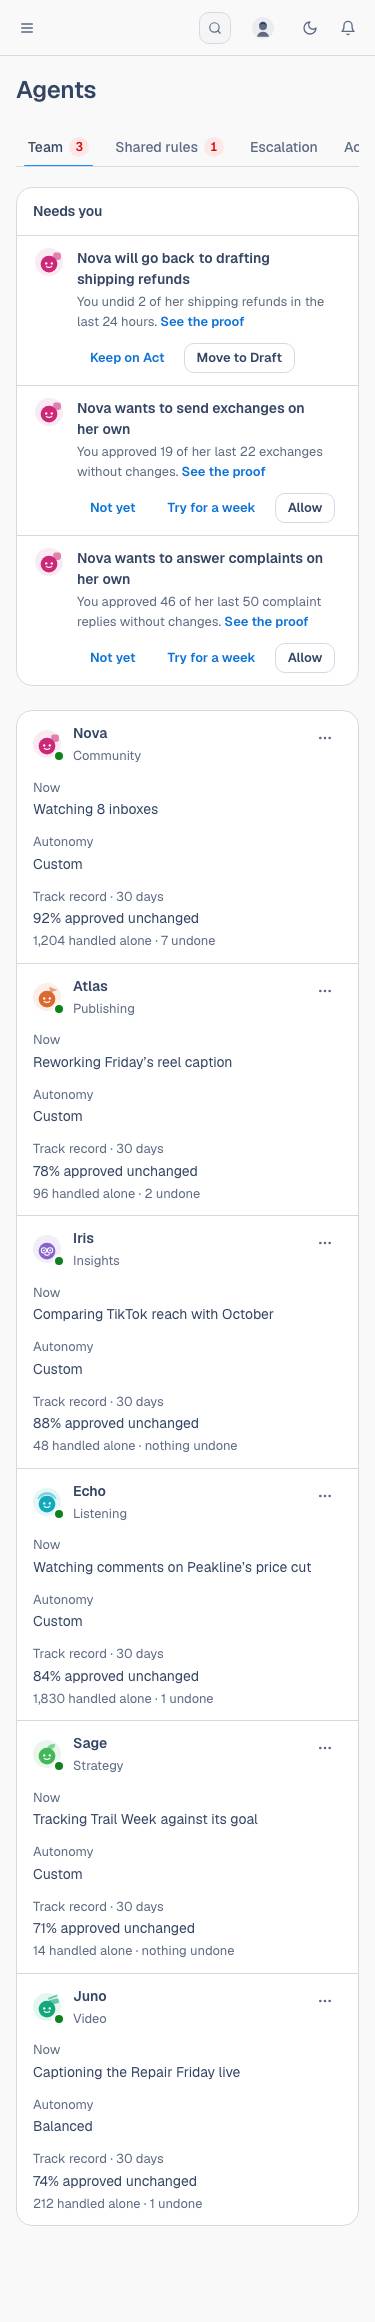 Agents
Team 3 Shared rules 1 Escalation Ac
Needs you
Nova will go back to drafting
shipping refunds
You undid 2 of her shipping refunds in the
last 24 hours. See the proof
Keep on Act Move to Draft
Nova wants to send exchanges on
her own
You approved 19 of her last 22 exchanges
without changes. See the proof
Not yet Try for a week Allow
Nova wants to answer complaints on
her own
You approved 46 of her last 50 complaint
replies without changes. See the proof
Not yet Try for a week Allow
Nova
Community
Now
Watching 8 inboxes
Autonomy
Custom
Track record · 30 days
92% approved unchanged
1,204 handled alone · 7 undone
Atlas
Publishing
Now
Reworking Friday's reel caption
Autonomy
Custom
Track record · 30 days
78% approved unchanged
96 handled alone · 2 undone
Iris
Insights
Now
Comparing TikTok reach with October
Autonomy
Custom
Track record · 30 days
88% approved unchanged
48 handled alone · nothing undone
Echo
Listening
Now
Watching comments on Peakline's price cut
Autonomy
Custom
Track record · 30 days
84% approved unchanged
1,830 handled alone · 1 undone
Sage
Strategy
Now
Tracking Trail Week against its goal
Autonomy
Custom
Track record · 30 days
71% approved unchanged
14 handled alone · nothing undone
Juno
Video
Now
Captioning the Repair Friday live
Autonomy
Balanced
Track record · 30 days
74% approved unchanged
212 handled alone · 1 undone